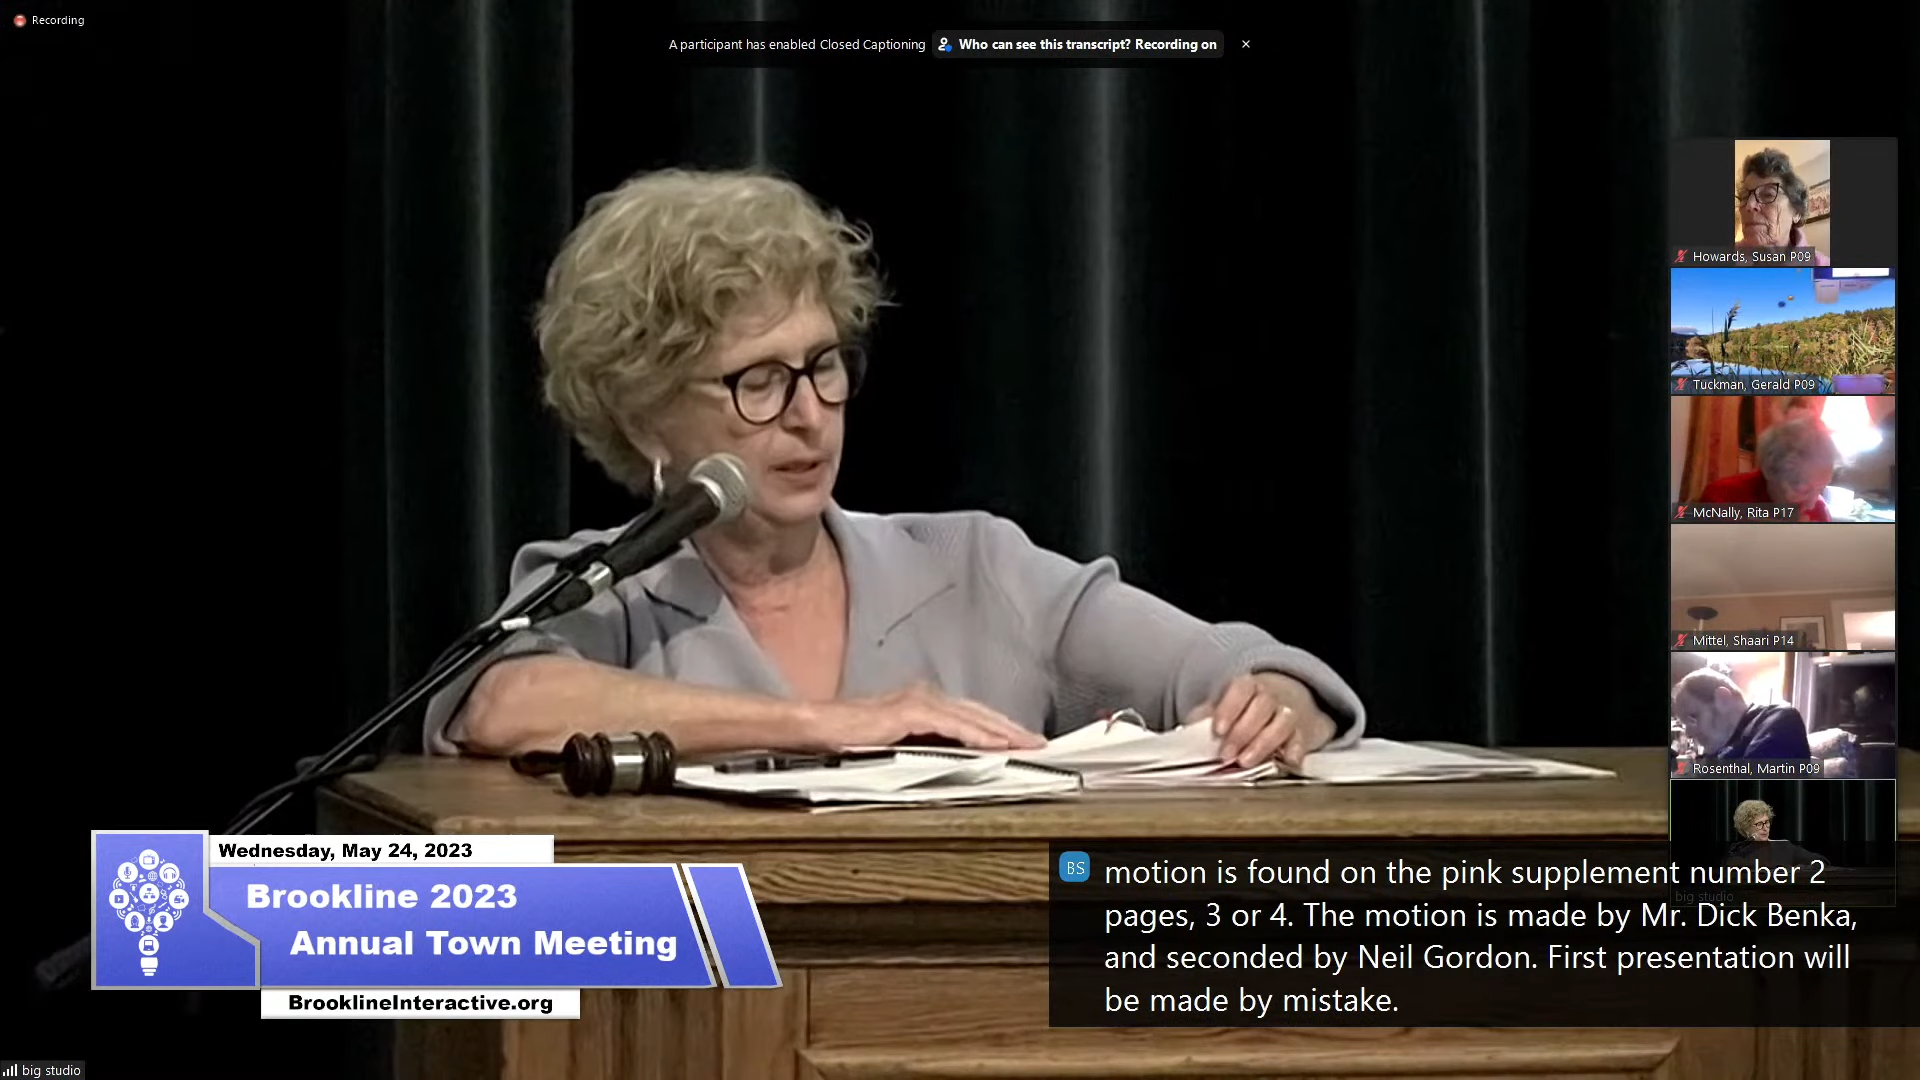 Recording
A participant has enabled Closed Captioning
Who can see this transcript? Recording on
Howards, Susan P09
Tuckman, Gerald P09
McNally, Rita P17
Mittel, Shaari P14
Rosenthal, Martin P09
big studio
Wednesday, May 24, 2023
Brookline 2023
Annual Town Meeting
BrooklineInteractive.org
BS
motion is found on the pink supplement number 2
pages, 3 or 4. The motion is made by Mr. Dick Benka,
and seconded by Neil Gordon. First presentation will
be made by mistake.
big studio